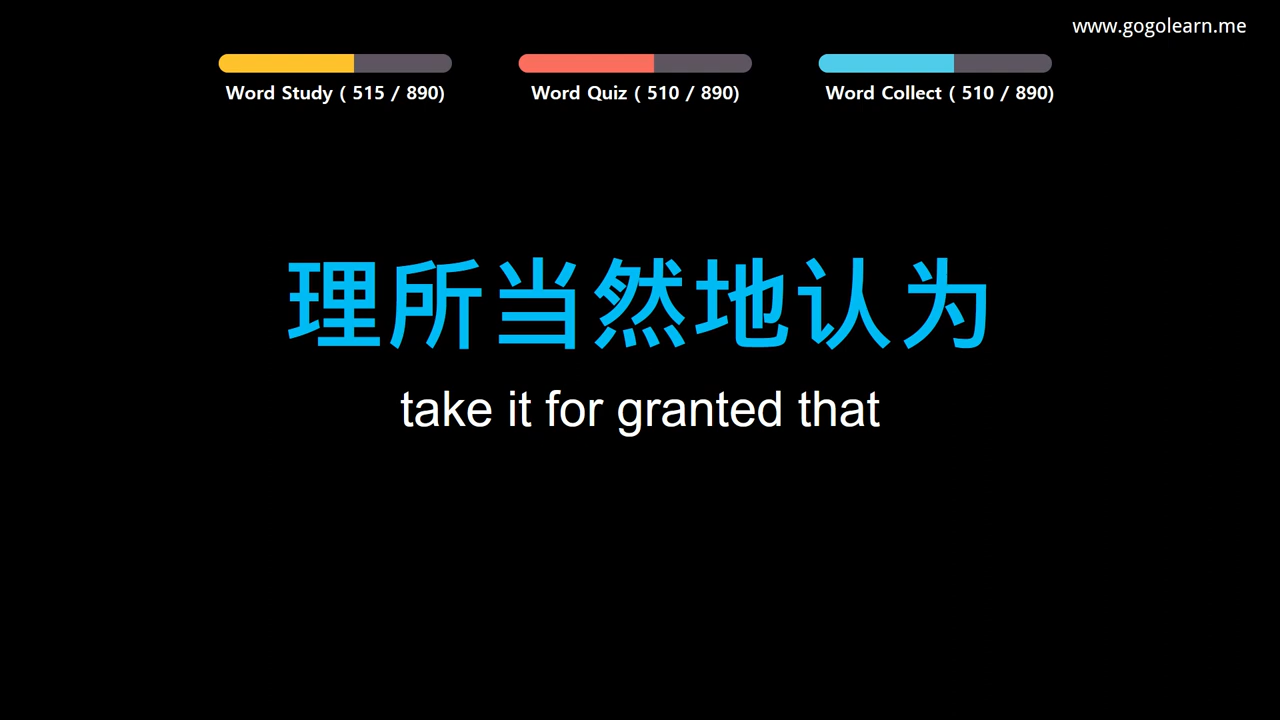 www.gogolearn.me
Word Study ( 515 / 890)
Word Quiz ( 510 / 890)
Word Collect ( 510 / 890)
理所当然地认为
take it for granted that